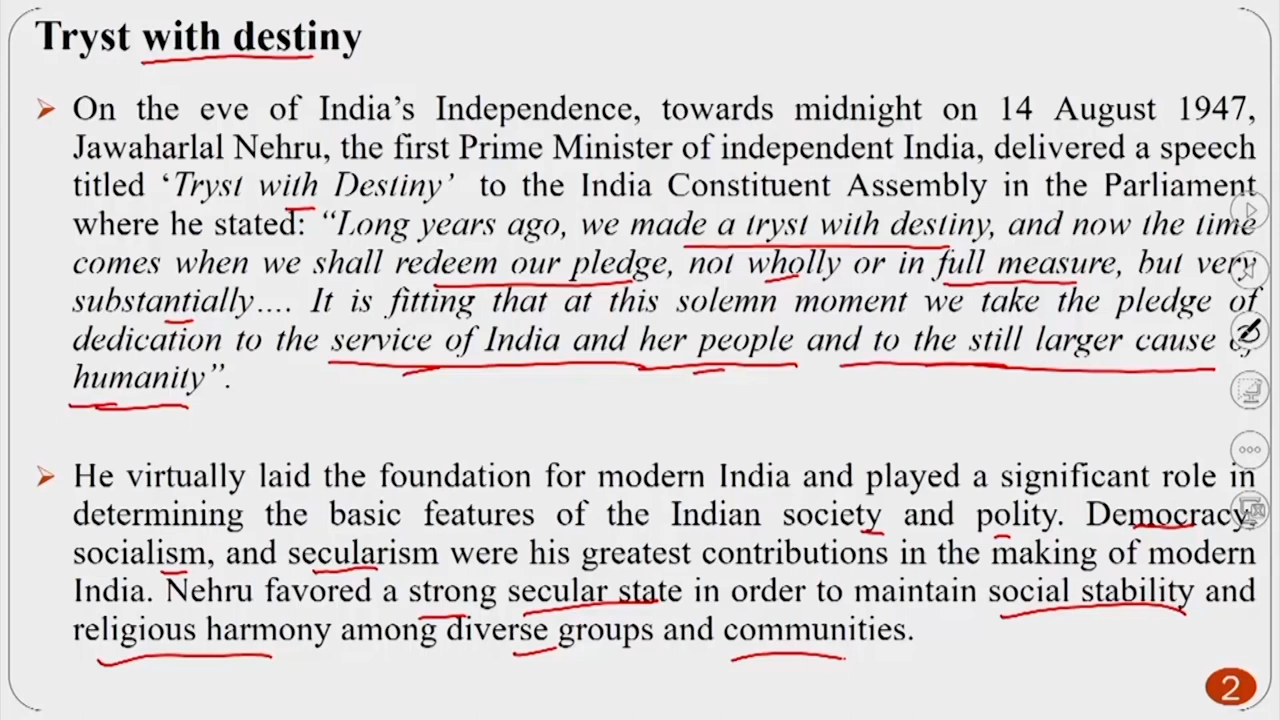 Tryst with destiny
On the eve of India’s Independence, towards midnight on 14 August 1947,
Jawaharlal Nehru, the first Prime Minister of independent India, delivered a speech
titled ‘Tryst with Destiny’ to the India Constituent Assembly in the Parliament
where he stated: “Long years ago, we made a tryst with destiny, and now the time
comes when we shall redeem our pledge, not wholly or in full measure, but very
substantially…. It is fitting that at this solemn moment we take the pledge of
dedication to the service of India and her people and to the still larger cause of
humanity”.
He virtually laid the foundation for modern India and played a significant role in
determining the basic features of the Indian society and polity. Democracy,
socialism, and secularism were his greatest contributions in the making of modern
India. Nehru favored a strong secular state in order to maintain social stability and
religious harmony among diverse groups and communities.
2